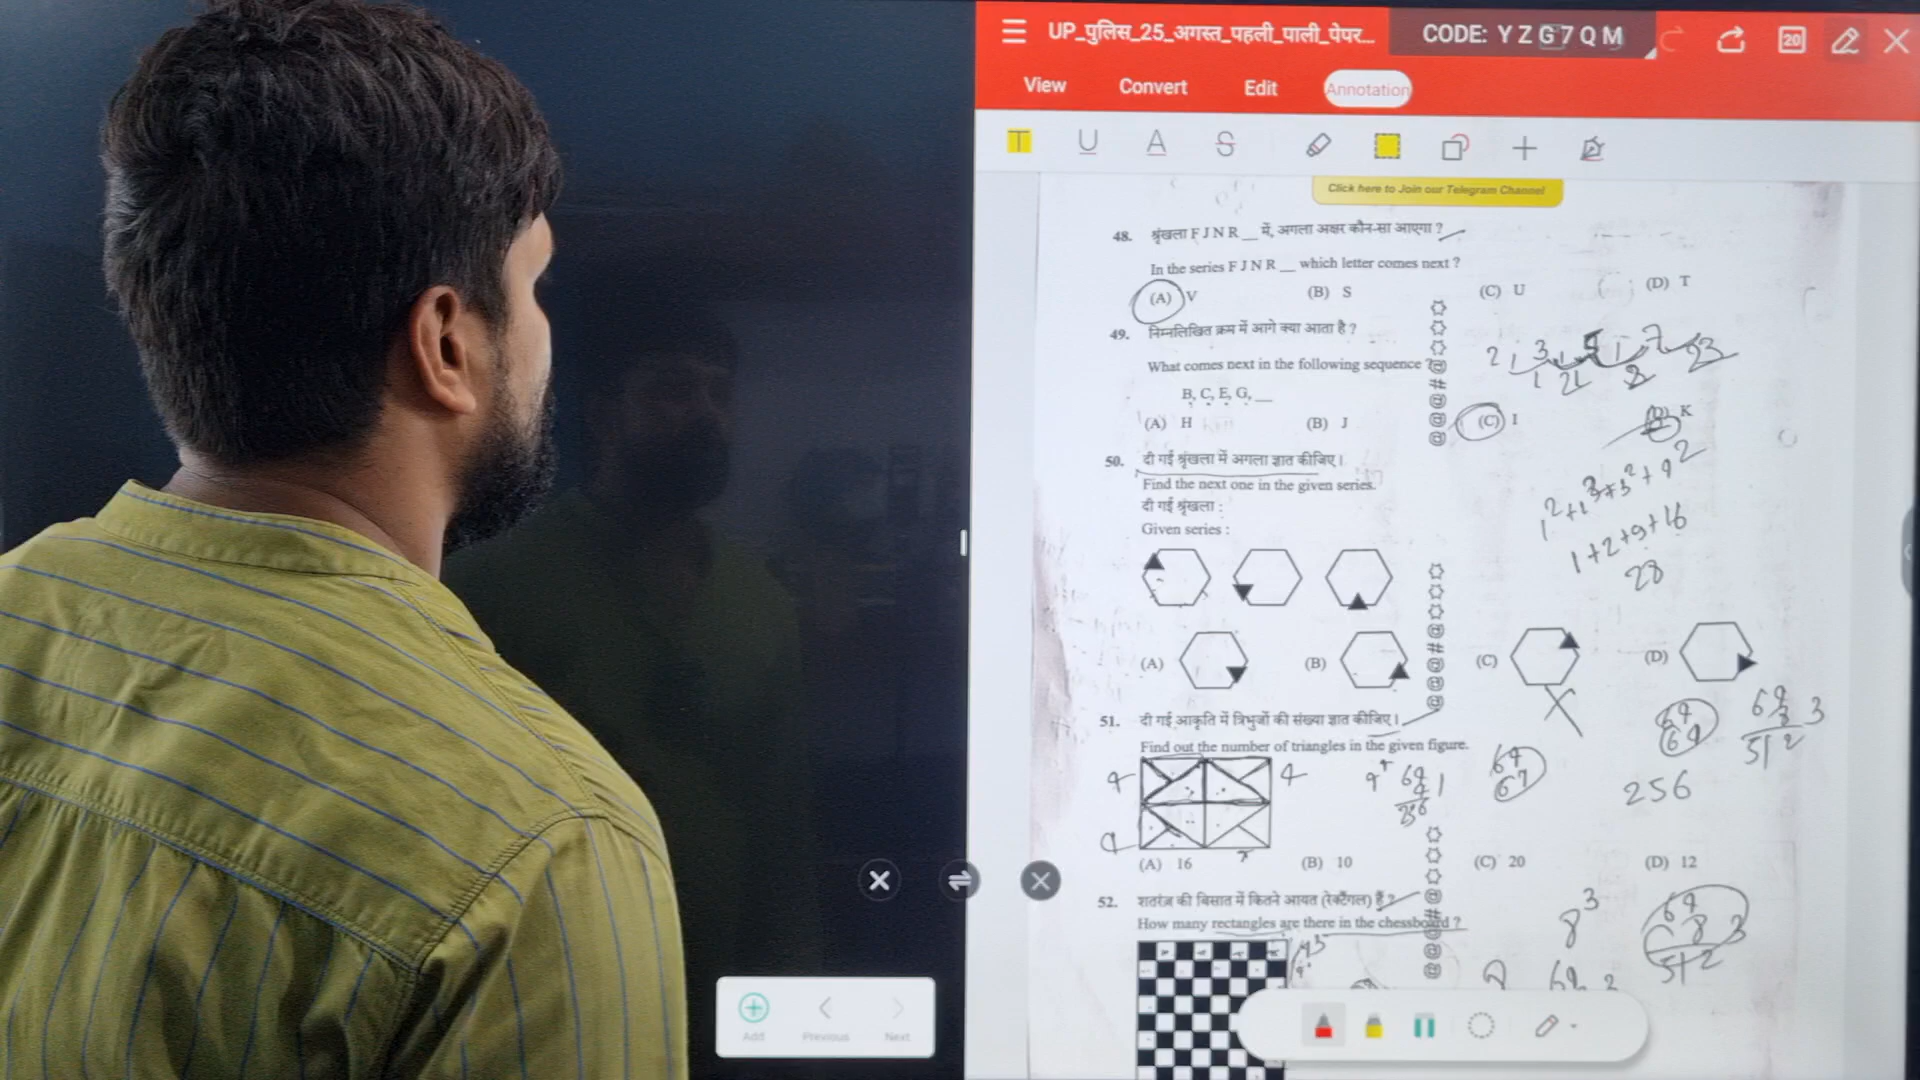 UP_पुलिस_25_अगस्त_पहली_पाली_पेपर...
CODE: Y Z G 7 Q M
20
View Convert Edit Annotation
T U A S
Click here to Join our Telegram Channel
48. श्रृंखला F J N R __ में, अगला अक्षर कौन-सा आएगा ?
In the series F J N R __ which letter comes next ?
(A) V (B) S (C) U (D) T
49. निम्नलिखित क्रम में आगे क्या आता है ?
What comes next in the following sequence ?
B, C, E, G, __
(A) H (B) J (C) I (D) K
50. दी गई श्रृंखला में अगला ज्ञात कीजिए।
Find the next one in the given series.
दी गई श्रृंखला :
Given series :
1+2+9+16
28
(A) (B) (C) (D)
51. दी गई आकृति में त्रिभुजों की संख्या ज्ञात कीजिए।
Find out the number of triangles in the given figure.
512
256
(A) 16 (B) 10 (C) 20 (D) 12
52. शतरंज की बिसात में कितने आयत (रेक्टैंगल) हैं ?
How many rectangles are there in the chessboard ?
8 3
512
Add Previous Next